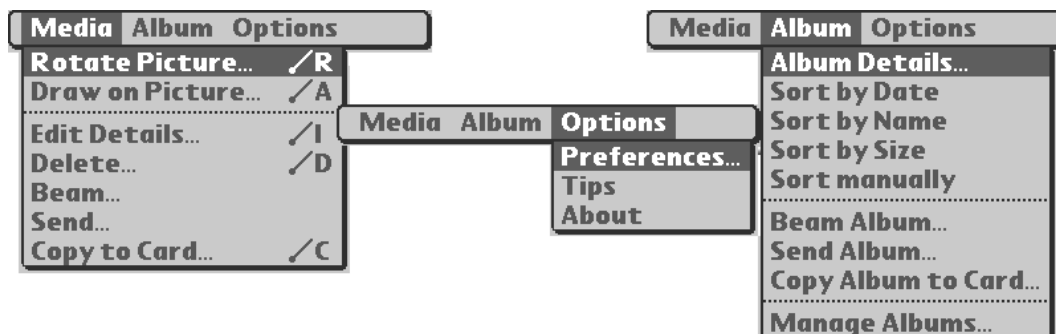 Media Album Options
Rotate Picture... ⟋R
Draw on Picture... ⟋A
Edit Details... ⟋I
Delete... ⟋D
Beam...
Send...
Copy to Card... ⟋C
Media Album Options
Preferences...
Tips
About
Media Album Options
Album Details...
Sort by Date
Sort by Name
Sort by Size
Sort manually
Beam Album...
Send Album...
Copy Album to Card...
Manage Albums...